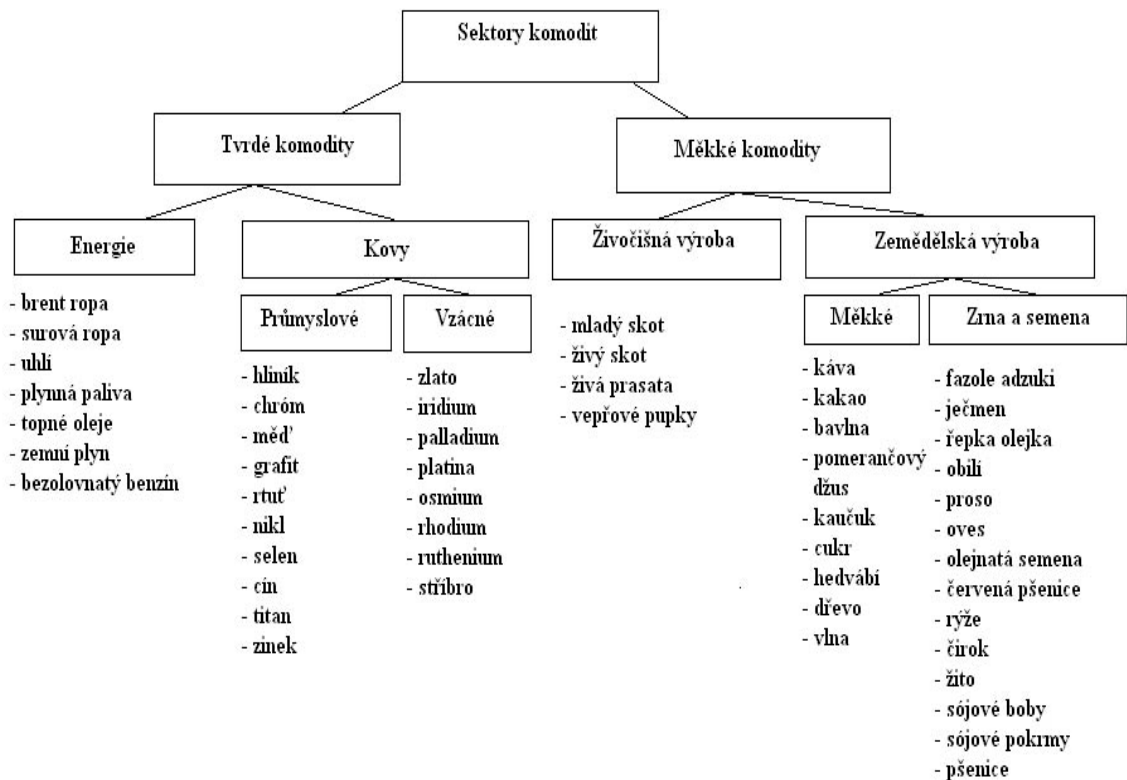 Sektory komodit
Tvrdé komodity
Měkké komodity
Energie
Kovy
Živočišná výroba
Zemědělská výroba
- brent ropa
- surová ropa
- uhlí
- plynná paliva
- topné oleje
- zemní plyn
- bezolovnatý benzín
Průmyslové
- hliník
- chróm
- měď
- grafit
- rtuť
- nikl
- selen
- cín
- titan
- zinek
Vzácné
- zlato
- iridium
- palladium
- platina
- osmium
- rhodium
- ruthenium
- stříbro
- mladý skot
- živý skot
- živá prasata
- vepřové pupky
Měkké
- káva
- kakao
- bavlna
- pomerančový
džus
- kaučuk
- cukr
- hedvábí
- dřevo
- vlna
Zrna a semena
- fazole adzuki
- ječmen
- řepka olejka
- obilí
- proso
- oves
- olejnatá semena
- červená pšenice
- rýže
- čirok
- žito
- sójové boby
- sójové pokrmy
- pšenice